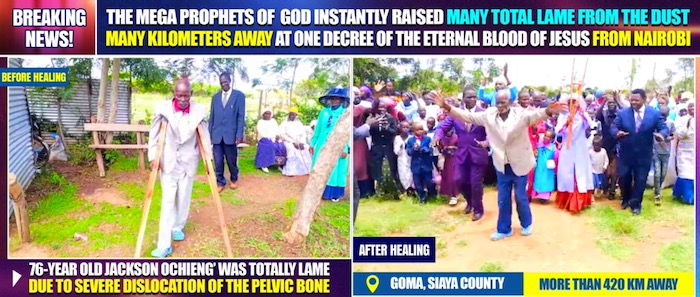 BREAKING
NEWS!
THE MEGA PROPHETS OF GOD INSTANTLY RAISED MANY TOTAL LAME FROM THE DUST
MANY KILOMETERS AWAY AT ONE DECREE OF THE ETERNAL BLOOD OF JESUS FROM NAIROBI
BEFORE HEALING
AFTER HEALING
76-YEAR OLD JACKSON OCHIENG' WAS TOTALLY LAME
DUE TO SEVERE DISLOCATION OF THE PELVIC BONE
GOMA, SIAYA COUNTY
MORE THAN 420 KM AWAY